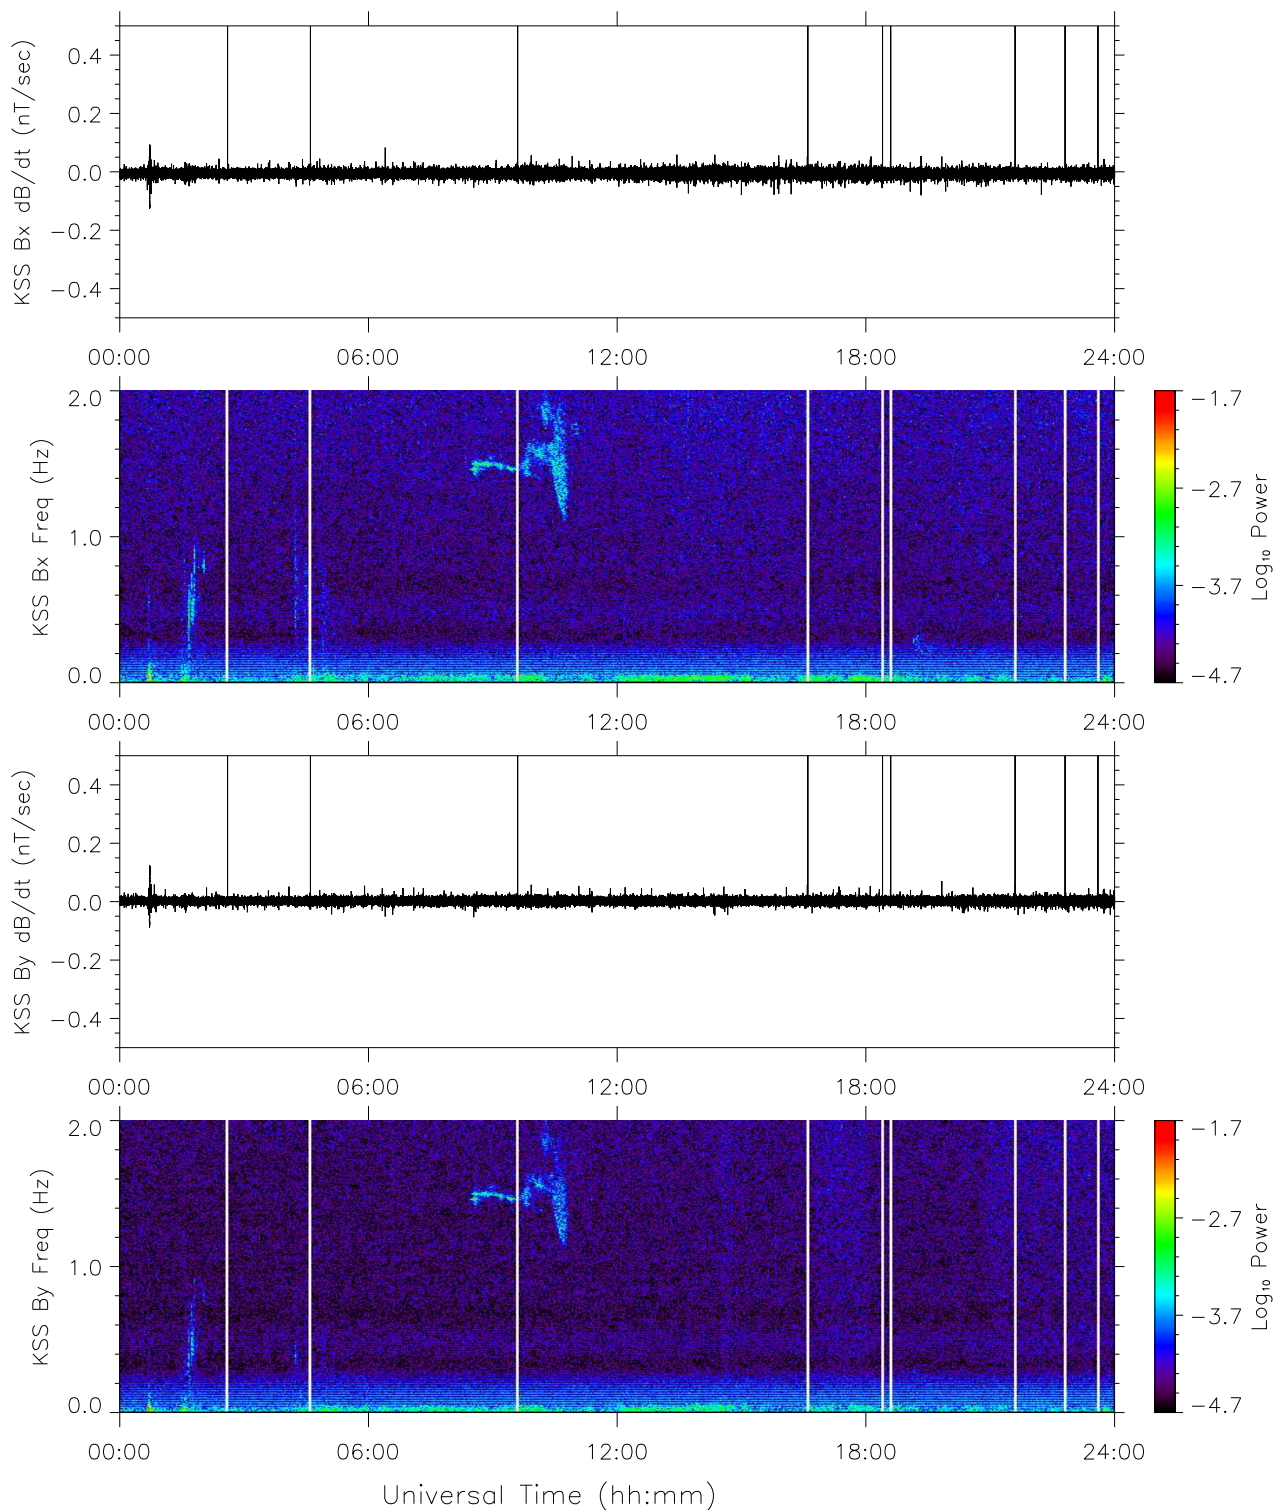 KSS Bx dB/dt (nT/sec)
0.4
0.2
0.0
−0.2
−0.4
00:00 06:00 12:00 18:00 24:00
KSS Bx Freq (Hz)
2.0
1.0
0.0
00:00 06:00 12:00 18:00 24:00
−1.7
−2.7
−3.7
−4.7
Log₁₀ Power
KSS By dB/dt (nT/sec)
0.4
0.2
0.0
−0.2
−0.4
00:00 06:00 12:00 18:00 24:00
KSS By Freq (Hz)
2.0
1.0
0.0
00:00 06:00 12:00 18:00 24:00
−1.7
−2.7
−3.7
−4.7
Log₁₀ Power
Universal Time (hh:mm)